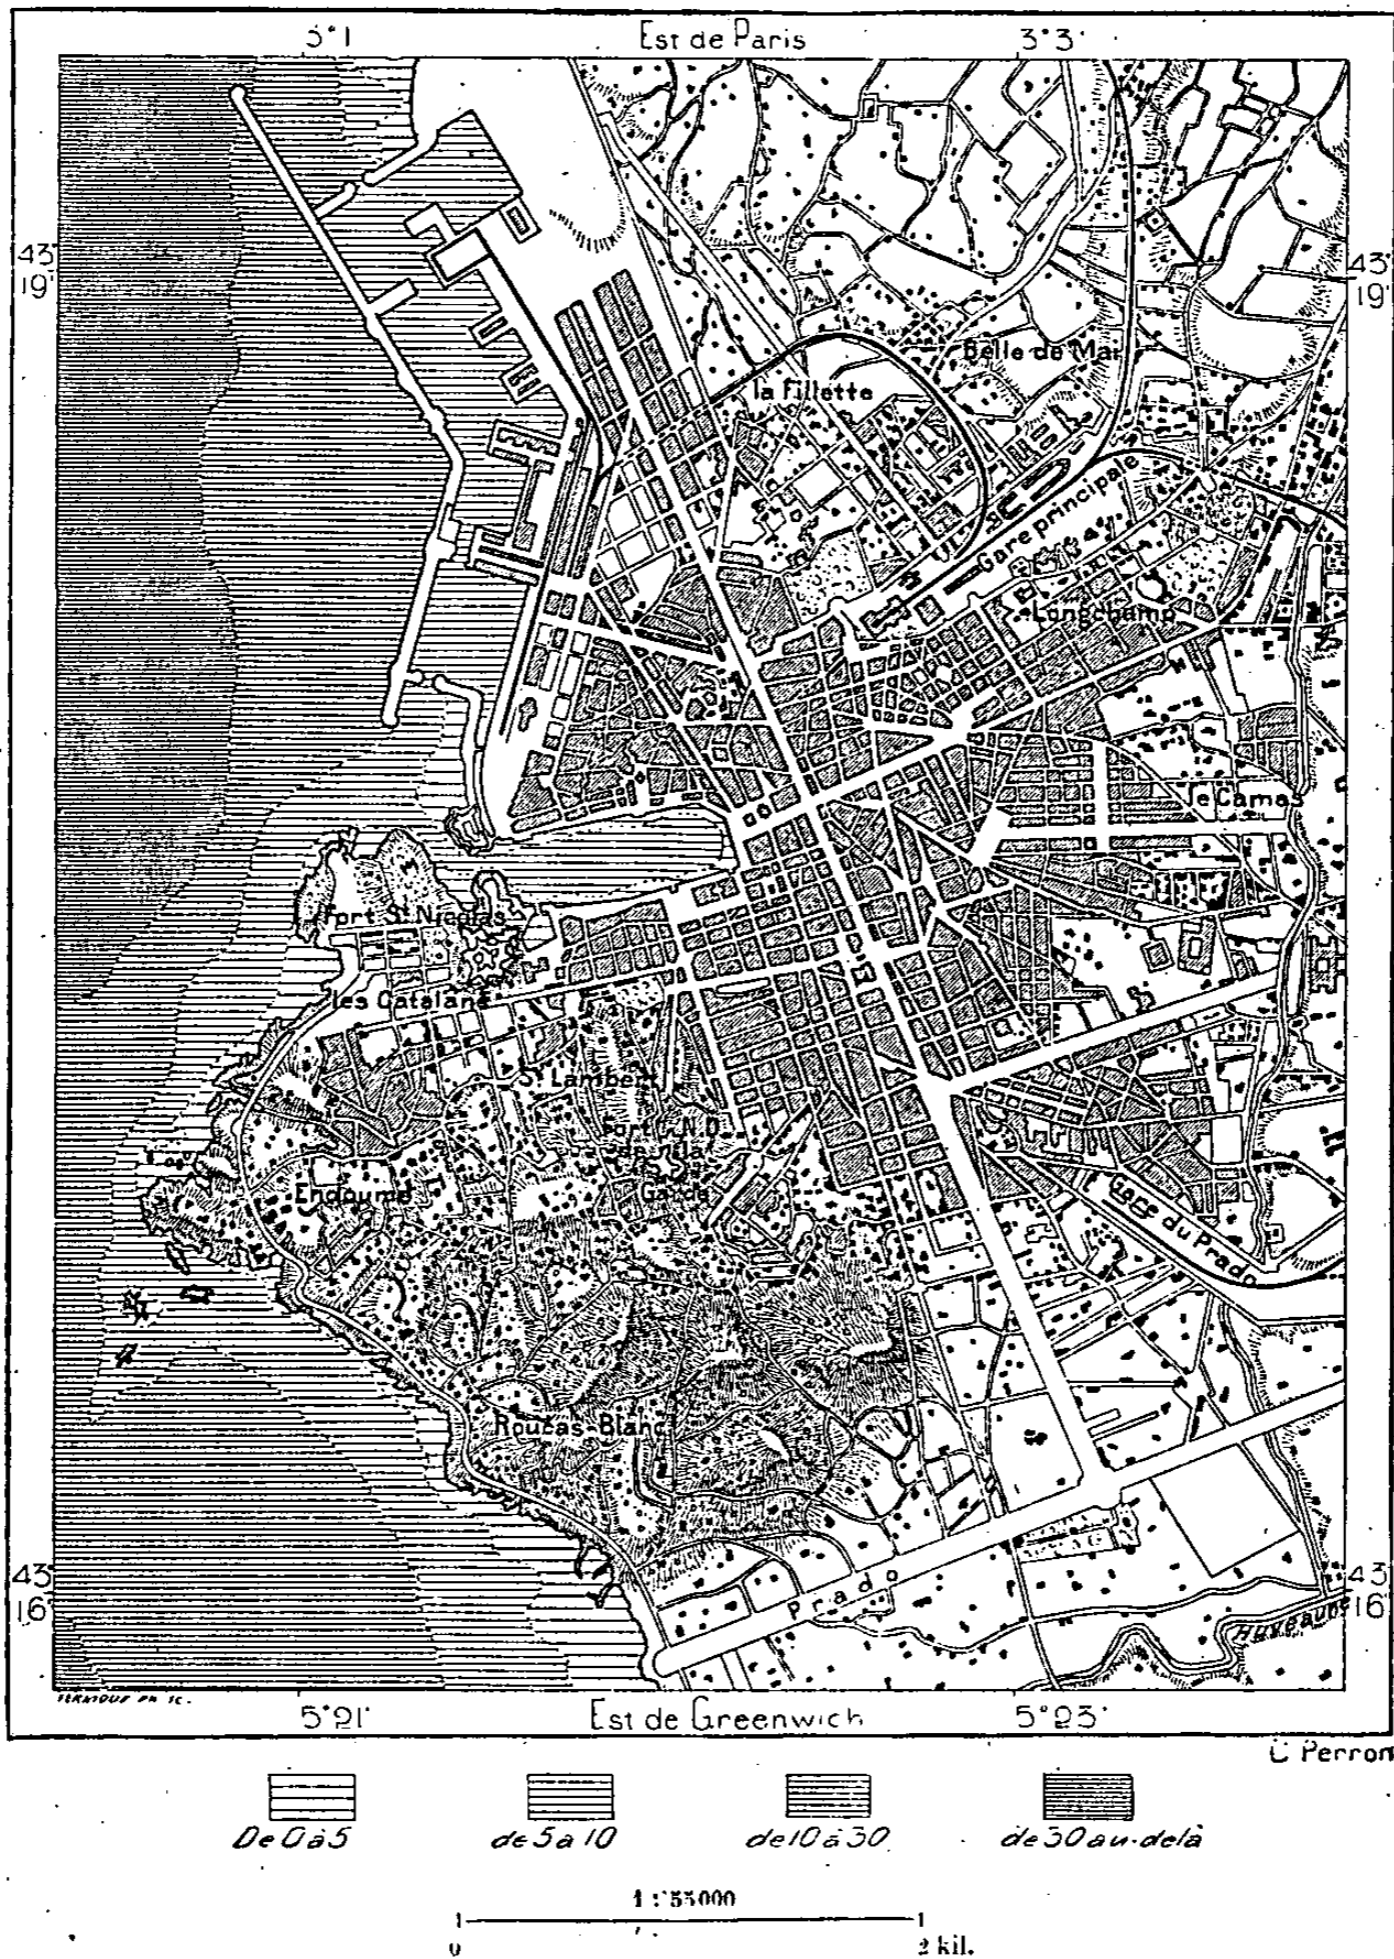 3°1' Est de Paris 3°3'
43°
19'
43°
19'
Belle de Mai
la Fillette
Gare principale
Longchamp
le Camas
Fort St Nicolas
les Catalans
St Lambert
Fort N.D.
de la
Garde
Endoume
Gare du Prado
Roucas-Blanc
Prado
43°
16'
43°
16'
Huveaune
5°21' Est de Greenwich 5°23'
C Perron
De 0 à 5 de 5 a 10 de 10 à 30 de 30 au-delà
1:55000
0 2 kil.